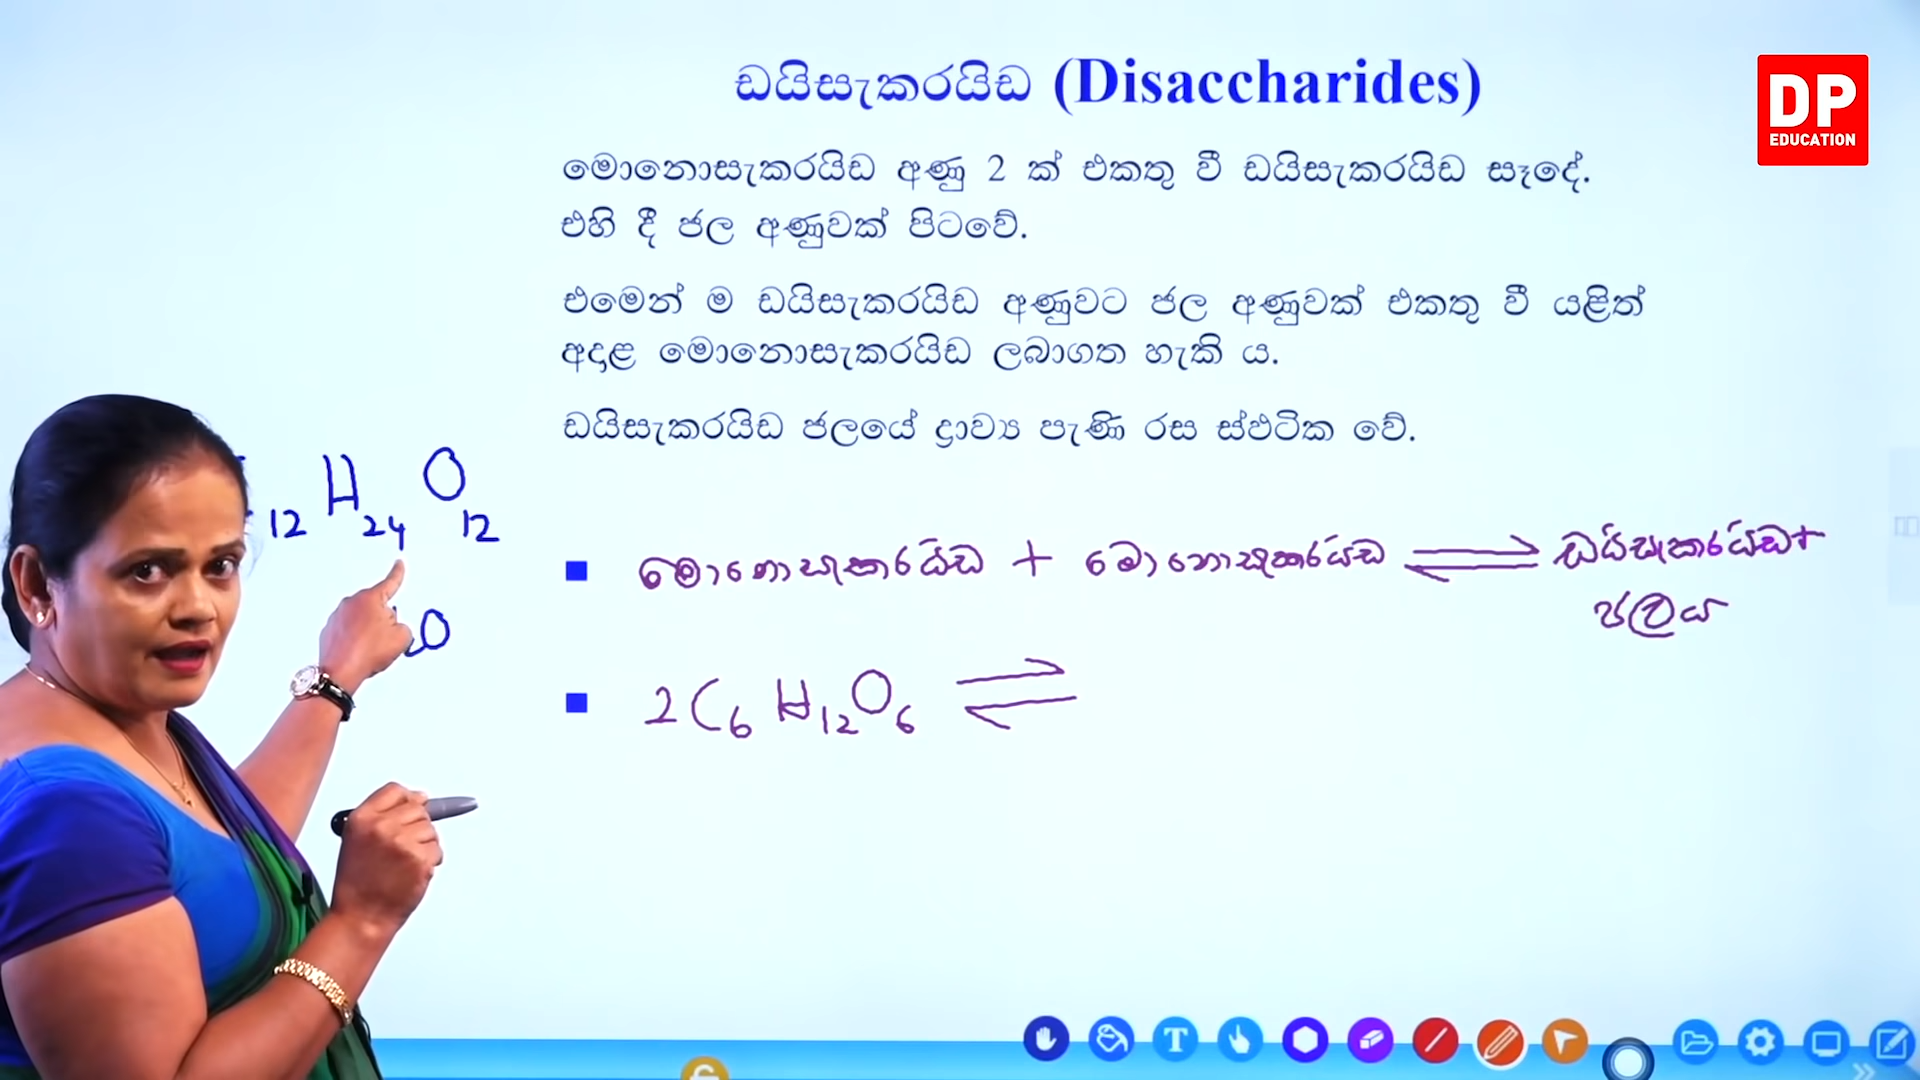 ඩයිසැකරයිඩ (Disaccharides)
DP
EDUCATION
මොනොසැකරයිඩ අණු 2 ක් එකතු වී ඩයිසැකරයිඩ සෑදේ.
එහි දී ජල අණුවක් පිටවේ.
එමෙන් ම ඩයිසැකරයිඩ අණුවට ජල අණුවක් එකතු වී යළිත්
අදාළ මොනොසැකරයිඩ ලබාගත හැකි ය.
ඩයිසැකරයිඩ ජලයේ ද්‍රාව්‍ය පැණි රස ස්ඵටික වේ.
12 H24 O12
O
මොනොසැකරයිඩ + මොනොසැකරයිඩ ⇌ ඩයිසැකරයිඩ +
ජලය
2C6H12O6 ⇌